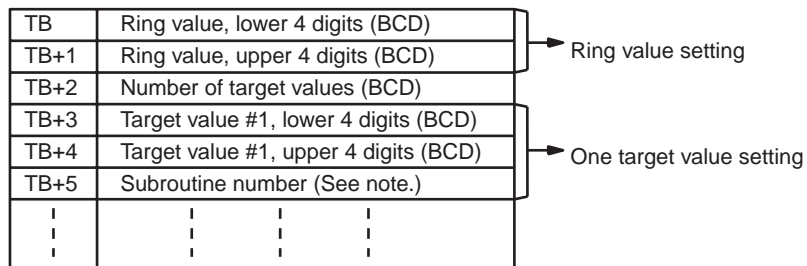 TB Ring value, lower 4 digits (BCD)
TB+1 Ring value, upper 4 digits (BCD)
Ring value setting
TB+2 Number of target values (BCD)
TB+3 Target value #1, lower 4 digits (BCD)
TB+4 Target value #1, upper 4 digits (BCD)
One target value setting
TB+5 Subroutine number (See note.)